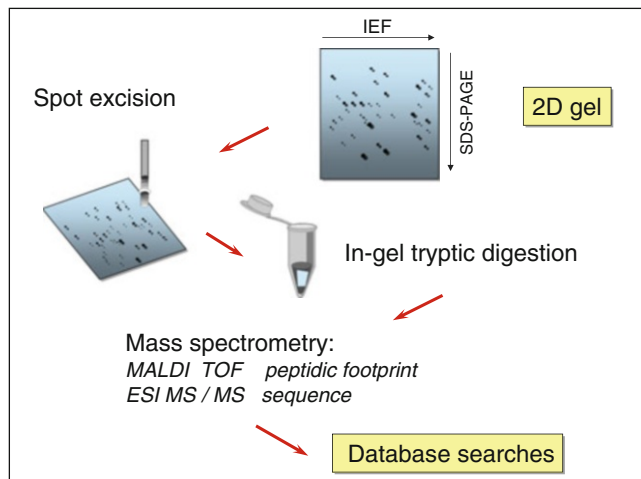 IEF
SDS-PAGE
2D gel
Spot excision
In-gel tryptic digestion
Mass spectrometry:
MALDI TOF peptidic footprint
ESI MS / MS sequence
Database searches